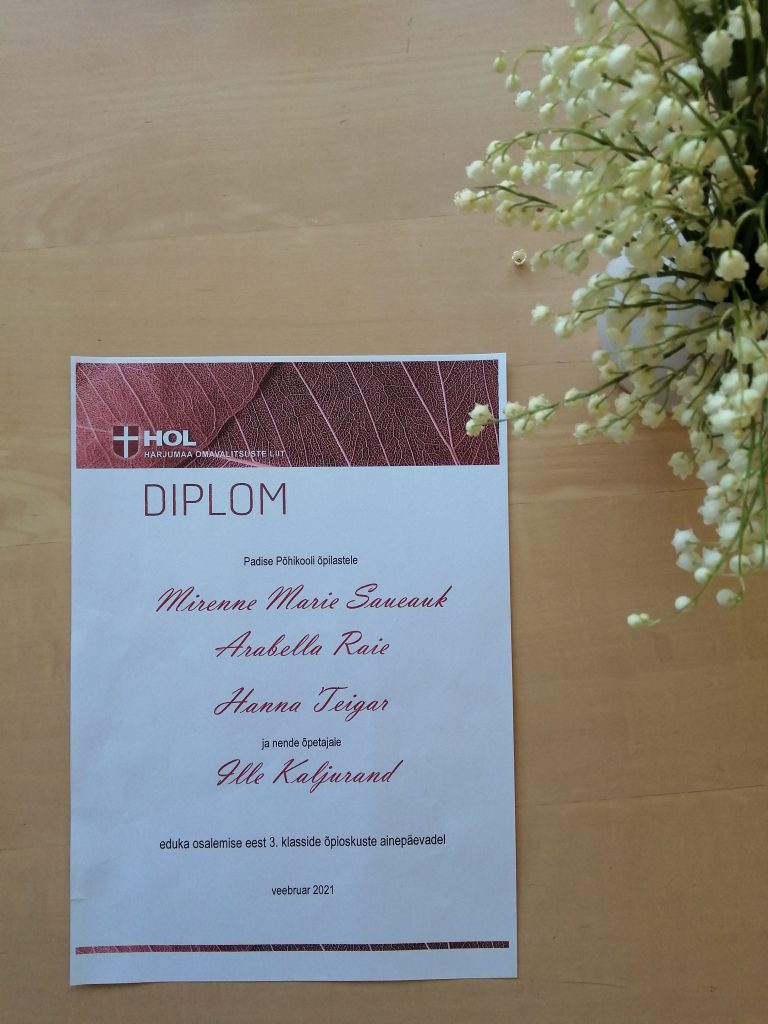 HOL
HARJUMAA OMAVALITSUSTE LIIT
DIPLOM
Padise Põhikooli õpilastele
Mirenne Marie Saueauk
Arabella Raie
Hanna Teigar
ja nende õpetajale
Ille Kaljurand
eduka osalemise eest 3. klasside õpioskuste ainepäevadel
veebruar 2021